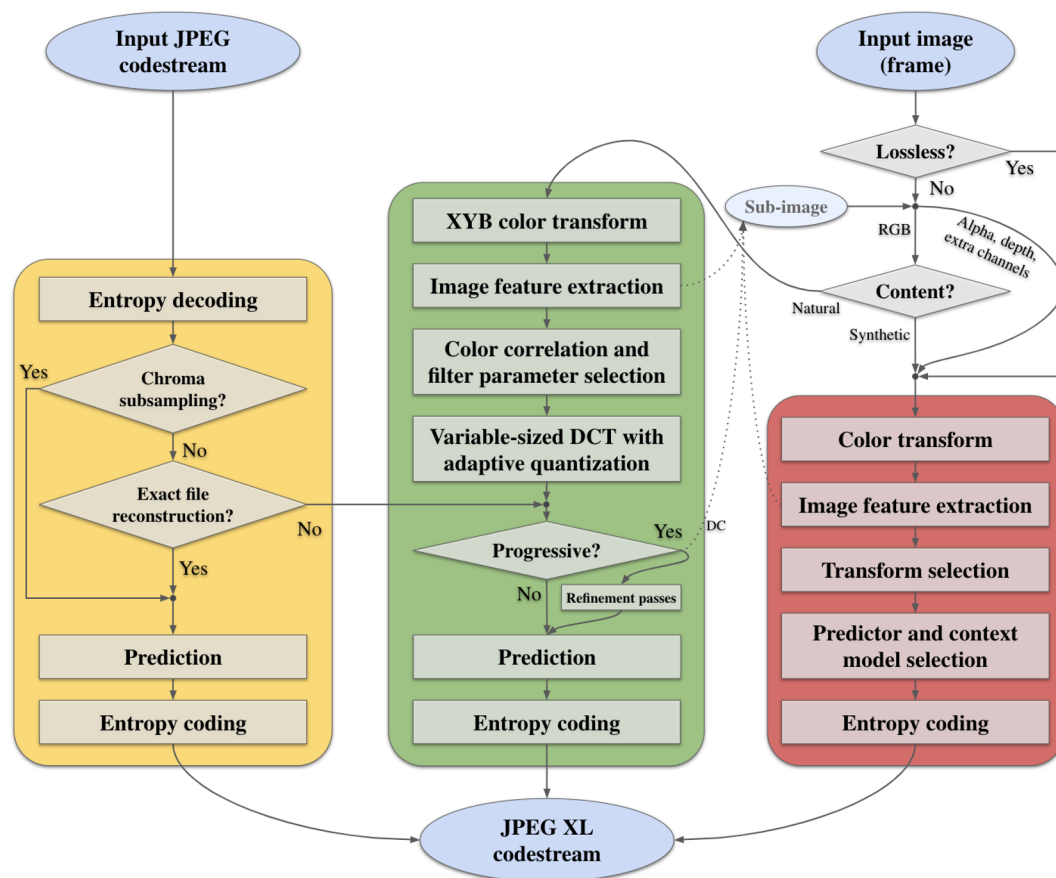 Input JPEG
codestream
Entropy decoding
Yes
Chroma
subsampling?
No
Exact file
reconstruction?
No
Yes
Prediction
Entropy coding
XYB color transform
Image feature extraction
Color correlation and
filter parameter selection
Variable-sized DCT with
adaptive quantization
Progressive?
Yes
DC
No
Refinement passes
Prediction
Entropy coding
Input image
(frame)
Lossless?
Yes
No
Sub-image
RGB
Alpha, depth,
extra channels
Content?
Natural
Synthetic
Color transform
Image feature extraction
Transform selection
Predictor and context
model selection
Entropy coding
JPEG XL
codestream